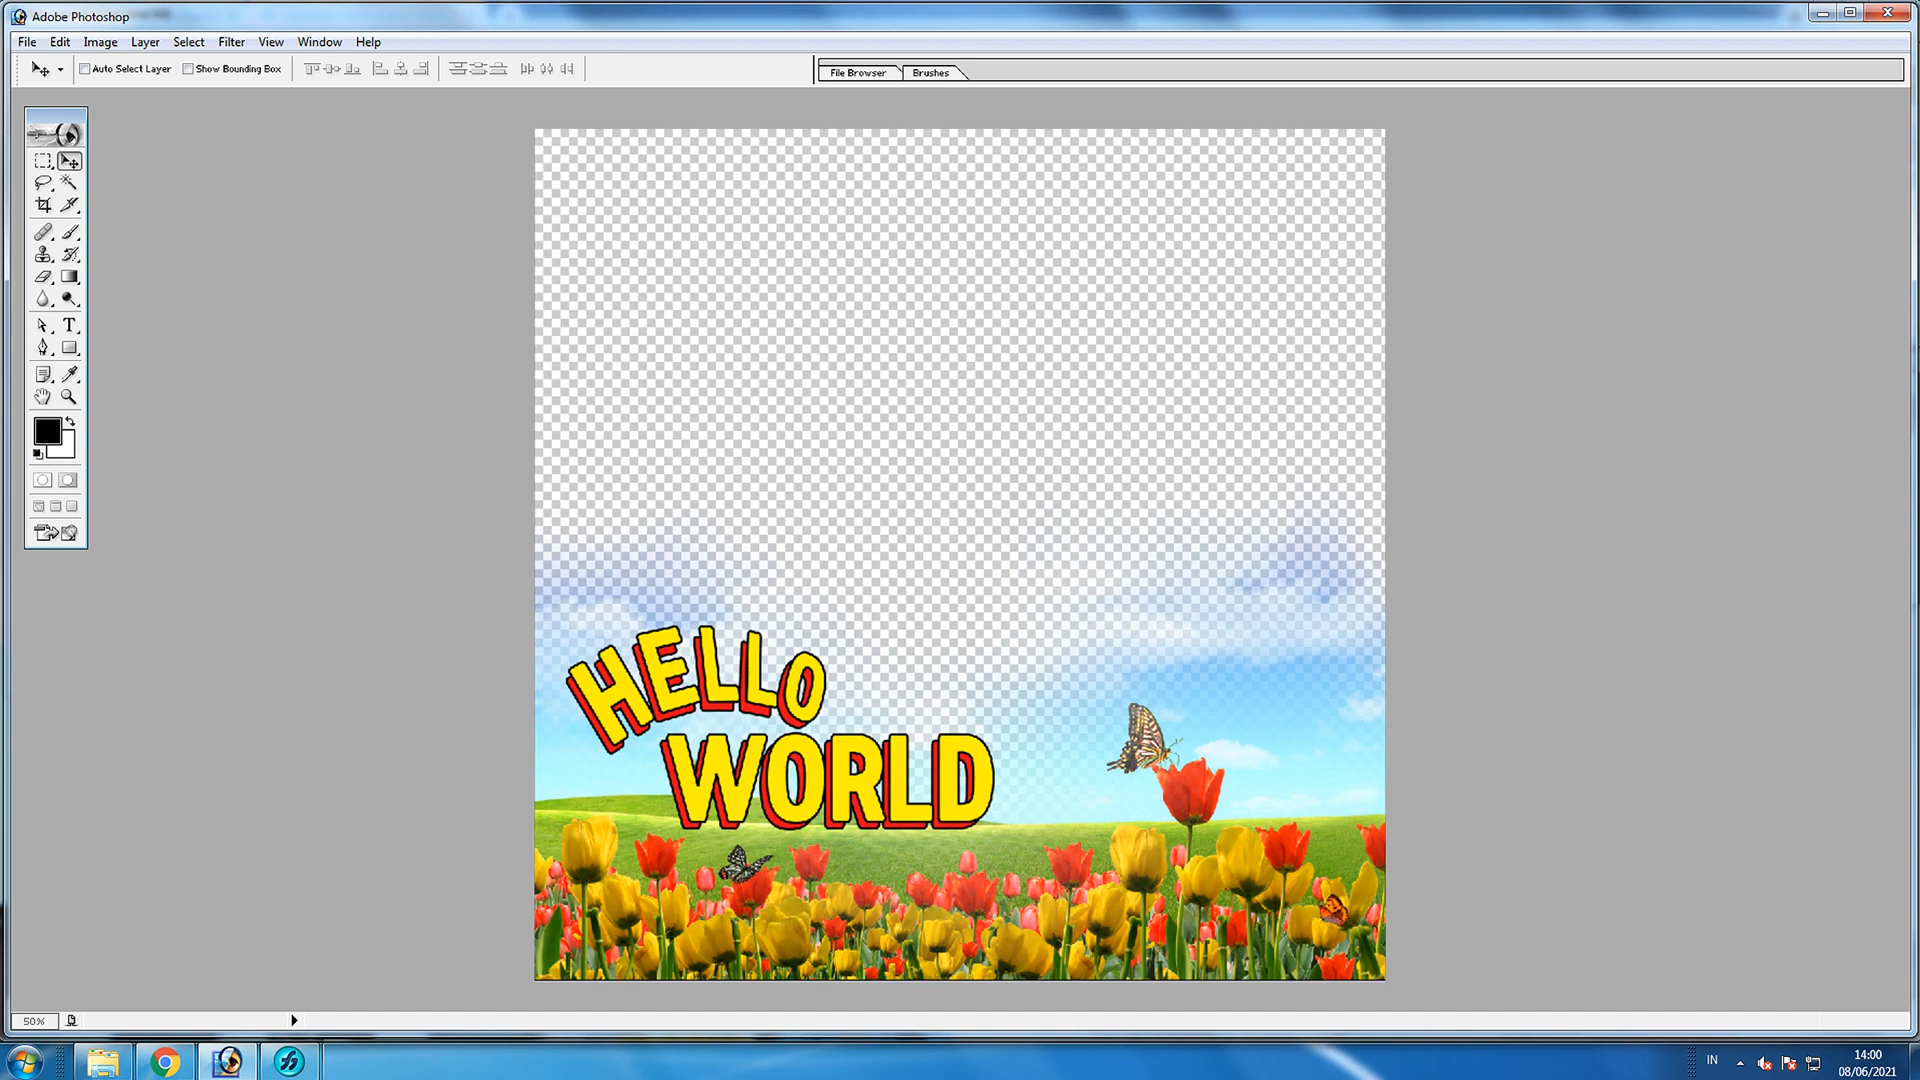 Adobe Photoshop
File Edit Image Layer Select Filter View Window Help
Auto Select Layer Show Bounding Box File Browser Brushes
T
HELLO
WORLD
50%
IN 14:00
08/06/2021